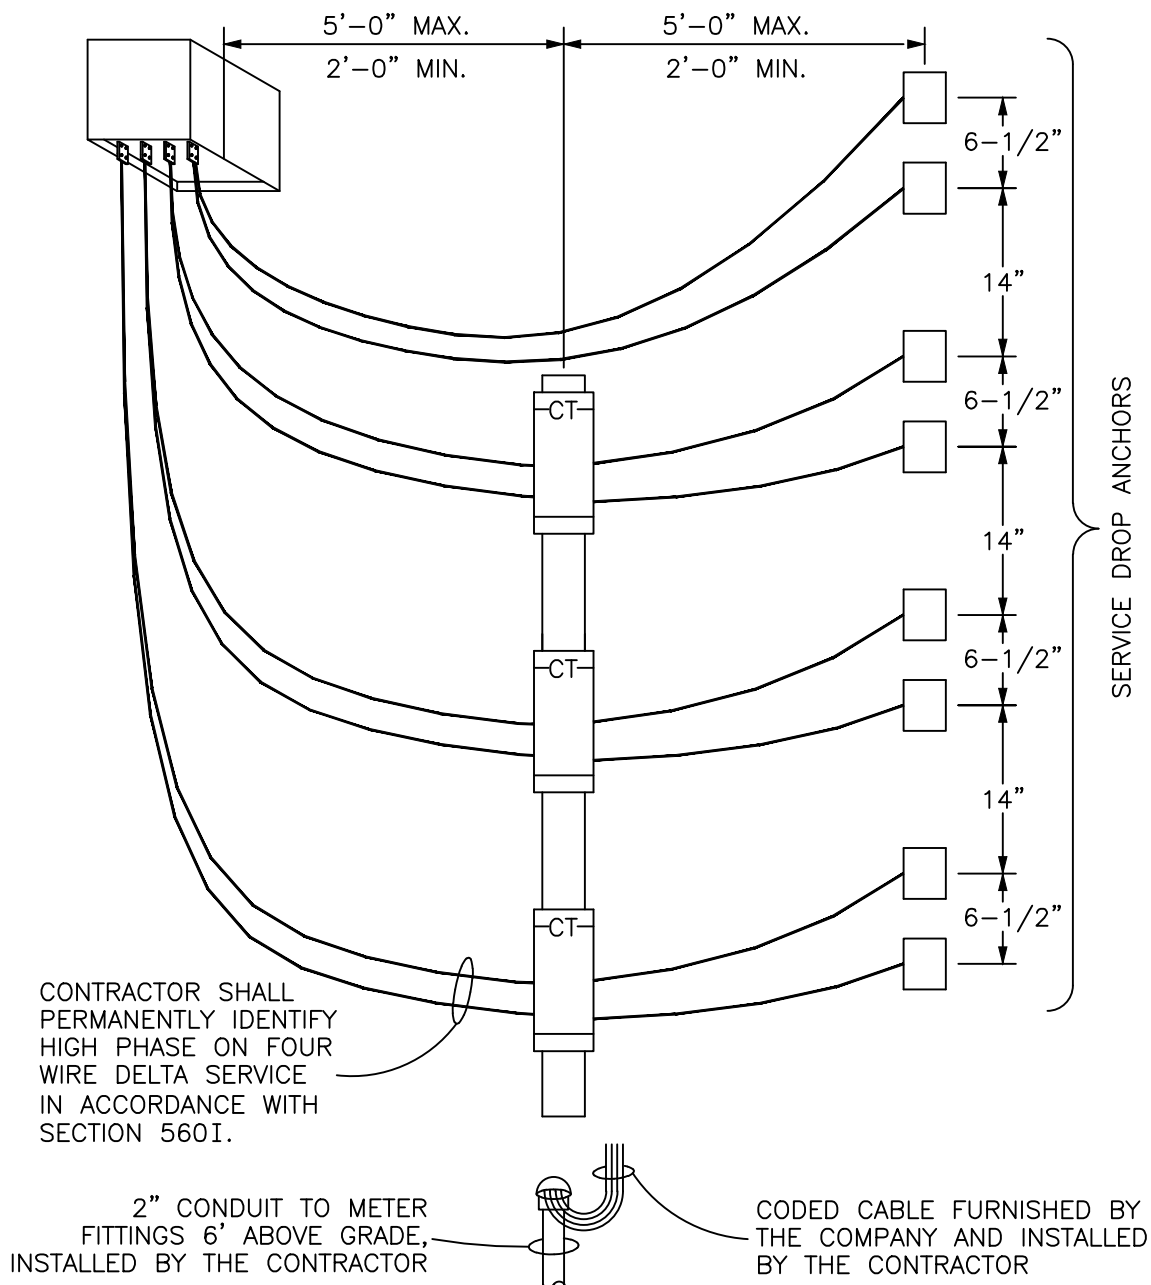 5'-0" MAX.
5'-0" MAX.
2'-0" MIN.
2'-0" MIN.
6-1/2"
14"
6-1/2"
CT
14"
SERVICE DROP ANCHORS
6-1/2"
CT
14"
6-1/2"
CT
CONTRACTOR SHALL
PERMANENTLY IDENTIFY
HIGH PHASE ON FOUR
WIRE DELTA SERVICE
IN ACCORDANCE WITH
SECTION 560I.
2" CONDUIT TO METER
FITTINGS 6' ABOVE GRADE,
INSTALLED BY THE CONTRACTOR
CODED CABLE FURNISHED BY
THE COMPANY AND INSTALLED
BY THE CONTRACTOR